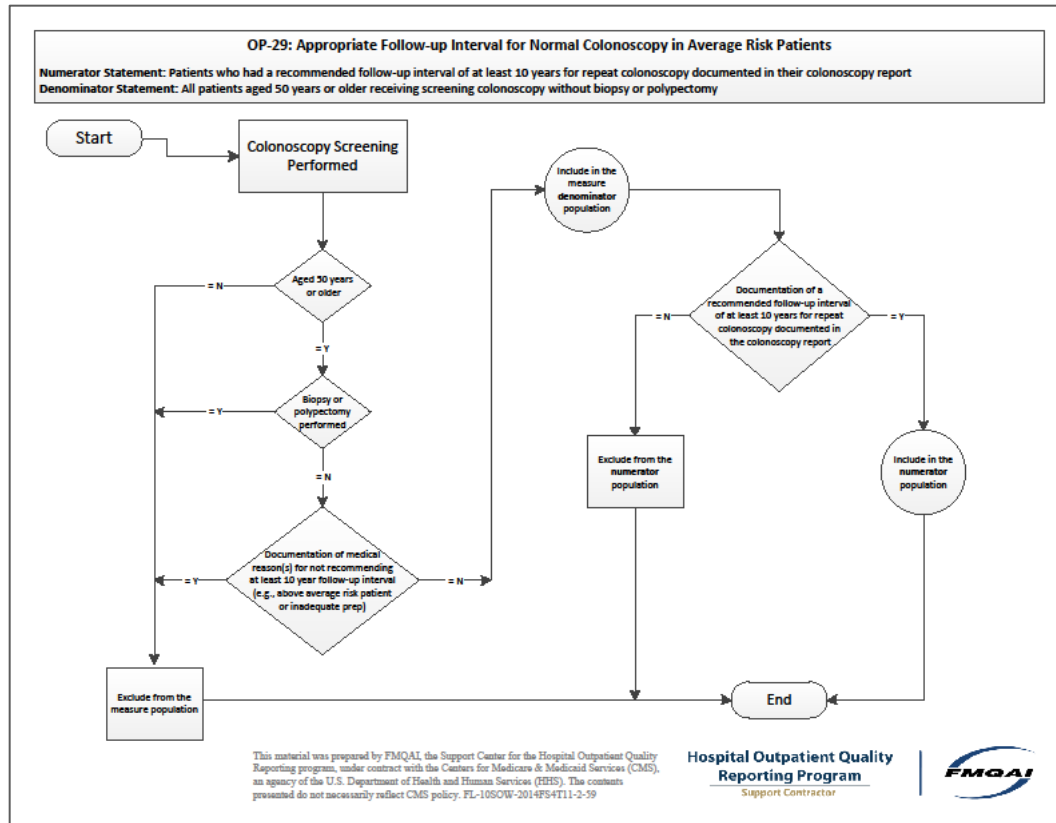 OP-29: Appropriate Follow-up Interval for Normal Colonoscopy in Average Risk Patients
Numerator Statement: Patients who had a recommended follow-up interval of at least 10 years for repeat colonoscopy documented in their colonoscopy report
Denominator Statement: All patients aged 50 years or older receiving screening colonoscopy without biopsy or polypectomy
Start
Colonoscopy Screening
Performed
Aged 50 years
or older
= N
= Y
Biopsy or
polypectomy
performed
= Y
= N
Documentation of medical
reason(s) for not recommending
at least 10 year follow-up interval
(e.g., above average risk patient
or inadequate prep)
= Y
= N
Exclude from the
measure population
Include in the
measure
denominator
population
Documentation of a
recommended follow-up interval
of at least 10 years for repeat
colonoscopy documented in
the colonoscopy report
= N
= Y
Exclude from the
numerator
population
Include in the
numerator
population
End
This material was prepared by FMQAI, the Support Center for the Hospital Outpatient Quality
Reporting program, under contract with the Centers for Medicare & Medicaid Services (CMS),
an agency of the U.S. Department of Health and Human Services (HHS). The contents
presented do not necessarily reflect CMS policy. FL-10SOW-2014FS4T11-2-59
Hospital Outpatient Quality
Reporting Program
Support Contractor
FMQAI